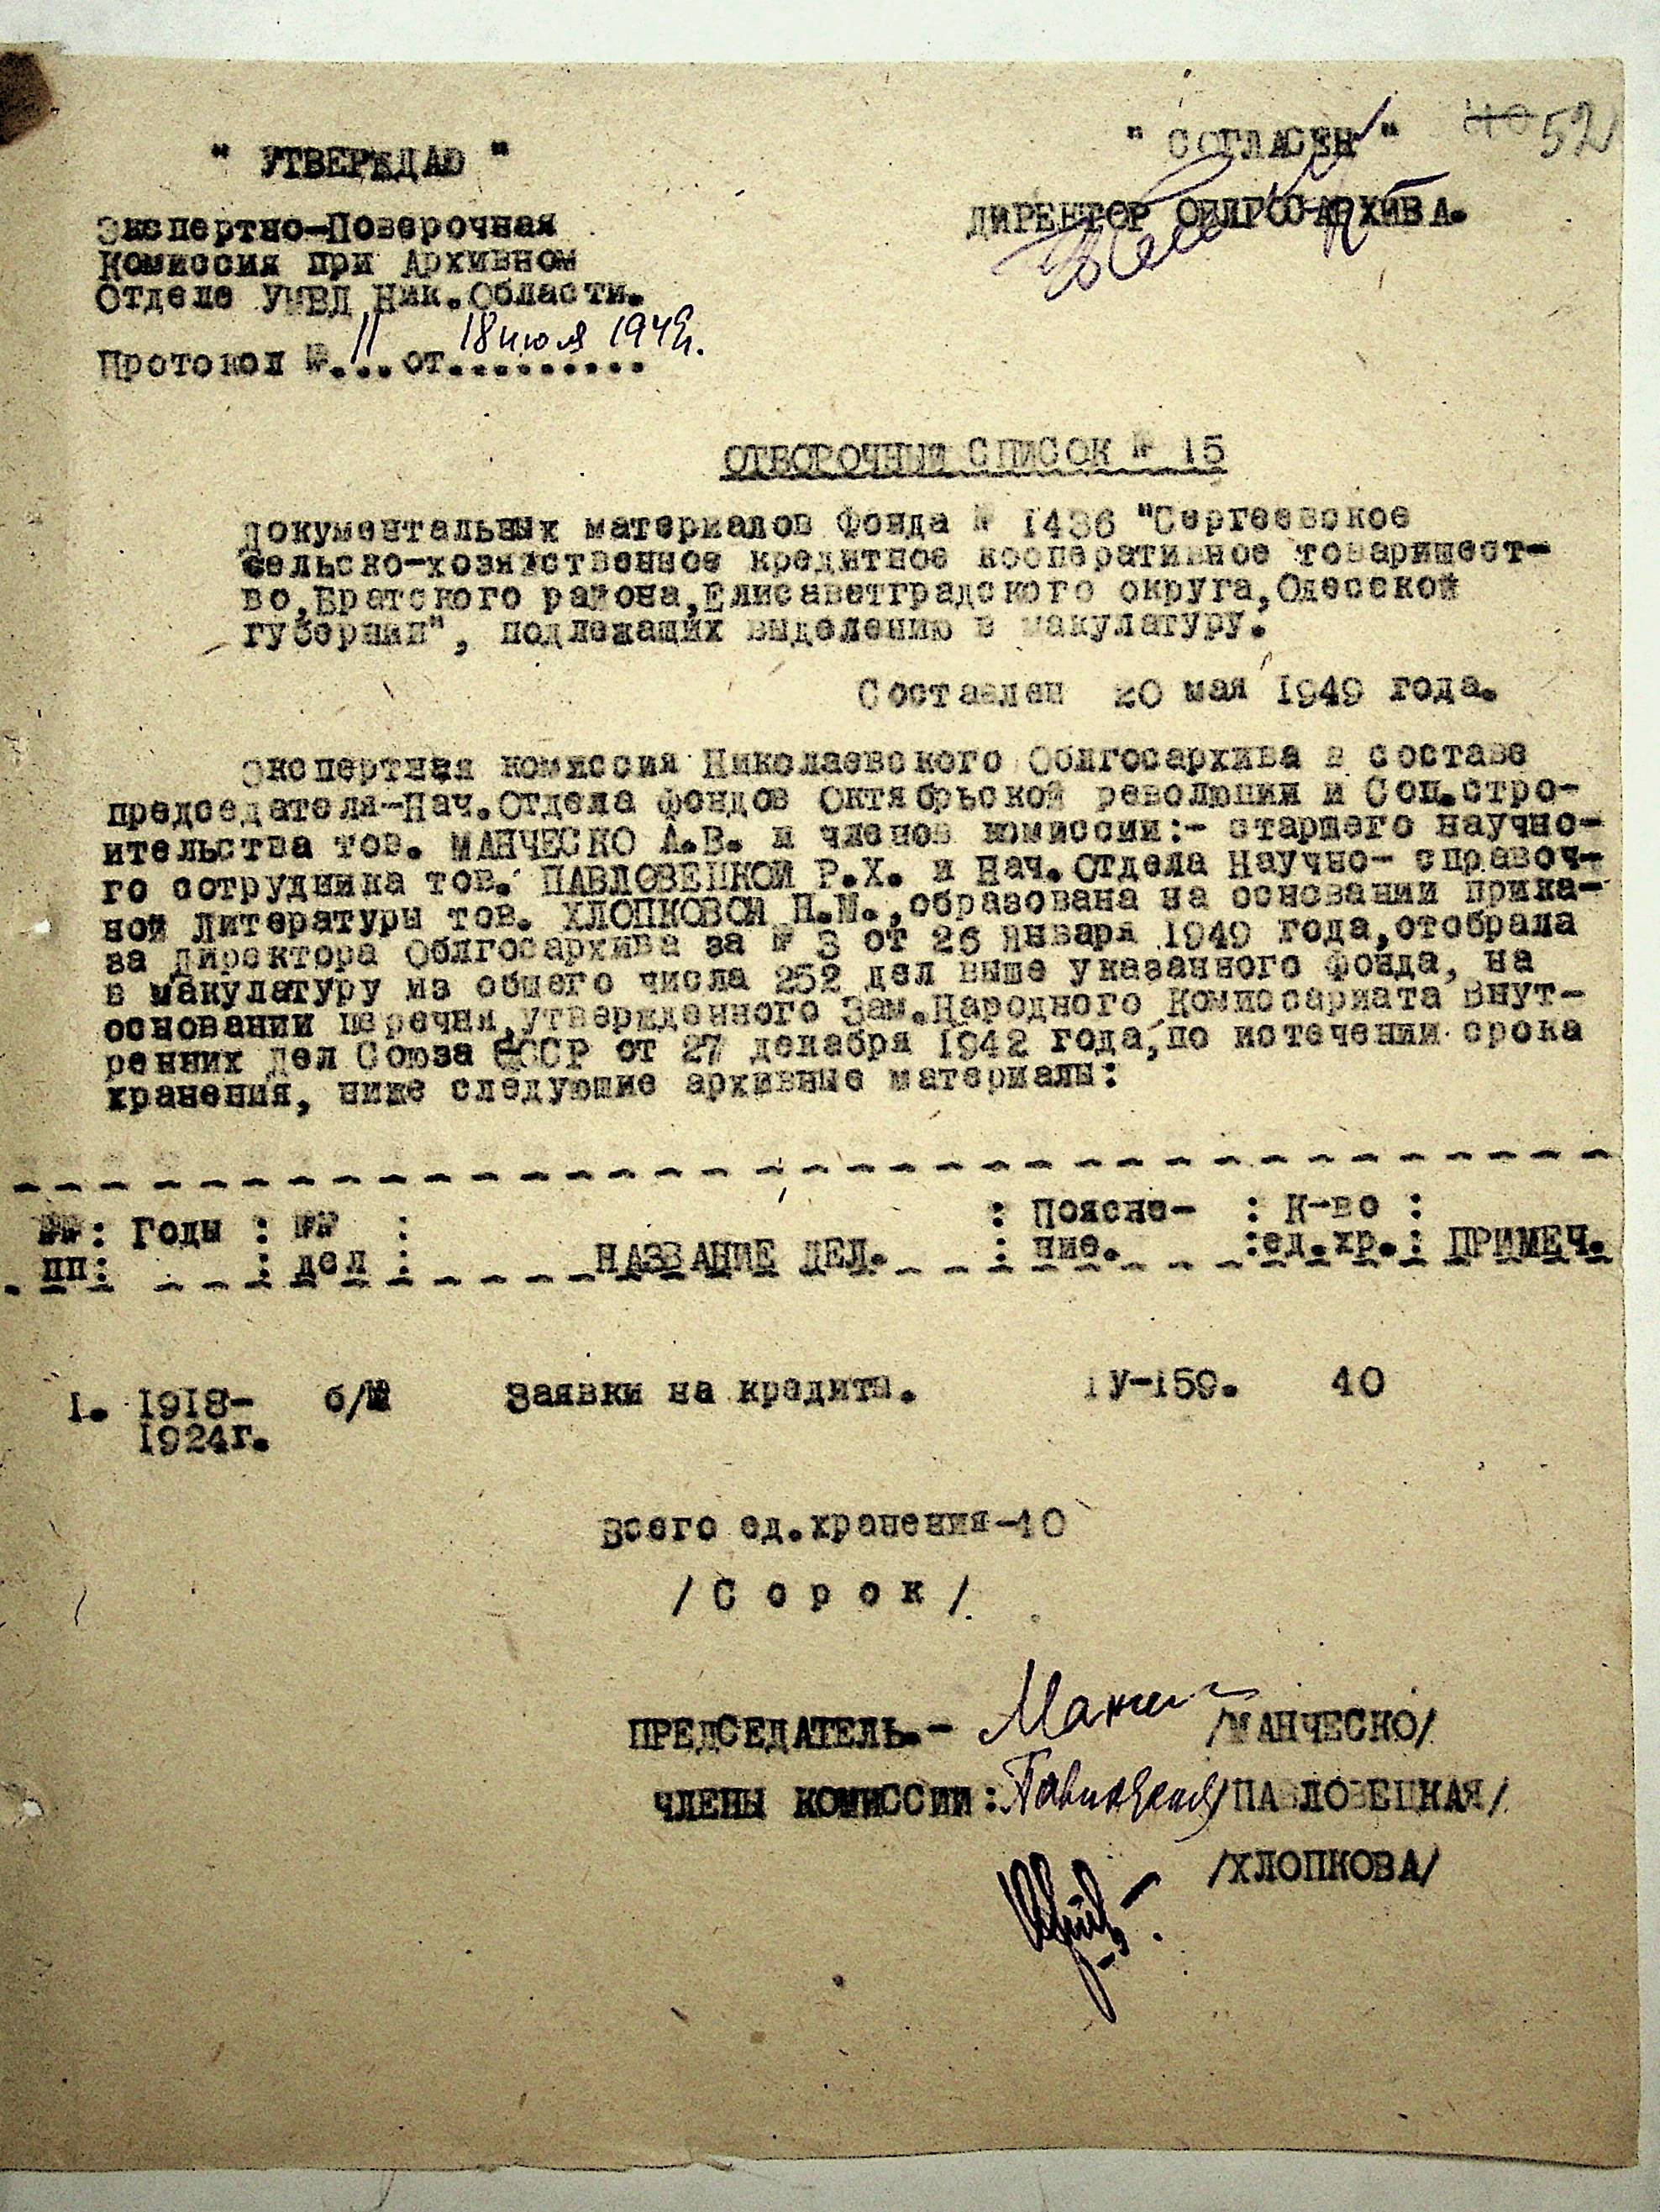 52
" УТВЕРЖДАЮ "
Экспертно-Поверочная
Комиссия при Архивном
Отделе УМВД Ник.Области.
Протокол №...от.........
11 18 июля 1949г.
" СОГЛАСЕН "
ДИРЕКТОР ОБЛГОСАРХИВА.
ОТБОРОЧНЫЙ СПИСОК № 15
документальных материалов Фонда № 1436 "Сергеевское
сельско-хозяйственное кредитное кооперативное товарищест-
во,Братского района,Елисаветградского округа,Одесской
губернии", подлежащих выделению в макулатуру.
Составлен 20 мая 1949 года.
Экспертная комиссия Николаевского Облгосархива в составе
председателя-Нач.Отдела фондов Октябрьской революции и Соц.стро-
ительства тов. МАНЧЕСКО А.В. и членов комиссии:- старшего научно-
го сотрудника тов. ПАВЛОВЕЦКОЙ Р.Х. и Нач.Отдела Научно- справоч-
ной Литературы тов. ХЛОПКОВОЙ Н.М.,образована на основании прика-
за Директора Облгосархива за № 3 от 26 января 1949 года,отобрала
в макулатуру из общего числа 252 дел выше указанного Фонда, на
основании перечня,утвержденного Зам.Народного Комиссариата Внут-
ренних дел Союза ССР от 27 декабря 1942 года,по истечении срока
хранения, ниже следующие архивные материалы:
№№: Годы : №№ : : Поясне- : К-во :
пп: : дел : НАЗВАНИЕ ДЕЛ. : ние. :ед.хр.: ПРИМЕЧ.
1. 1918- б/№ Заявки на кредиты. 1У-159. 40
1924г.
Всего ед.хранения-40
/ С о р о к /.
ПРЕДСЕДАТЕЛЬ.- /МАНЧЕСКО/
ЧЛЕНЫ КОМИССИИ: /ПАВЛОВЕЦКАЯ/
/ХЛОПКОВА/